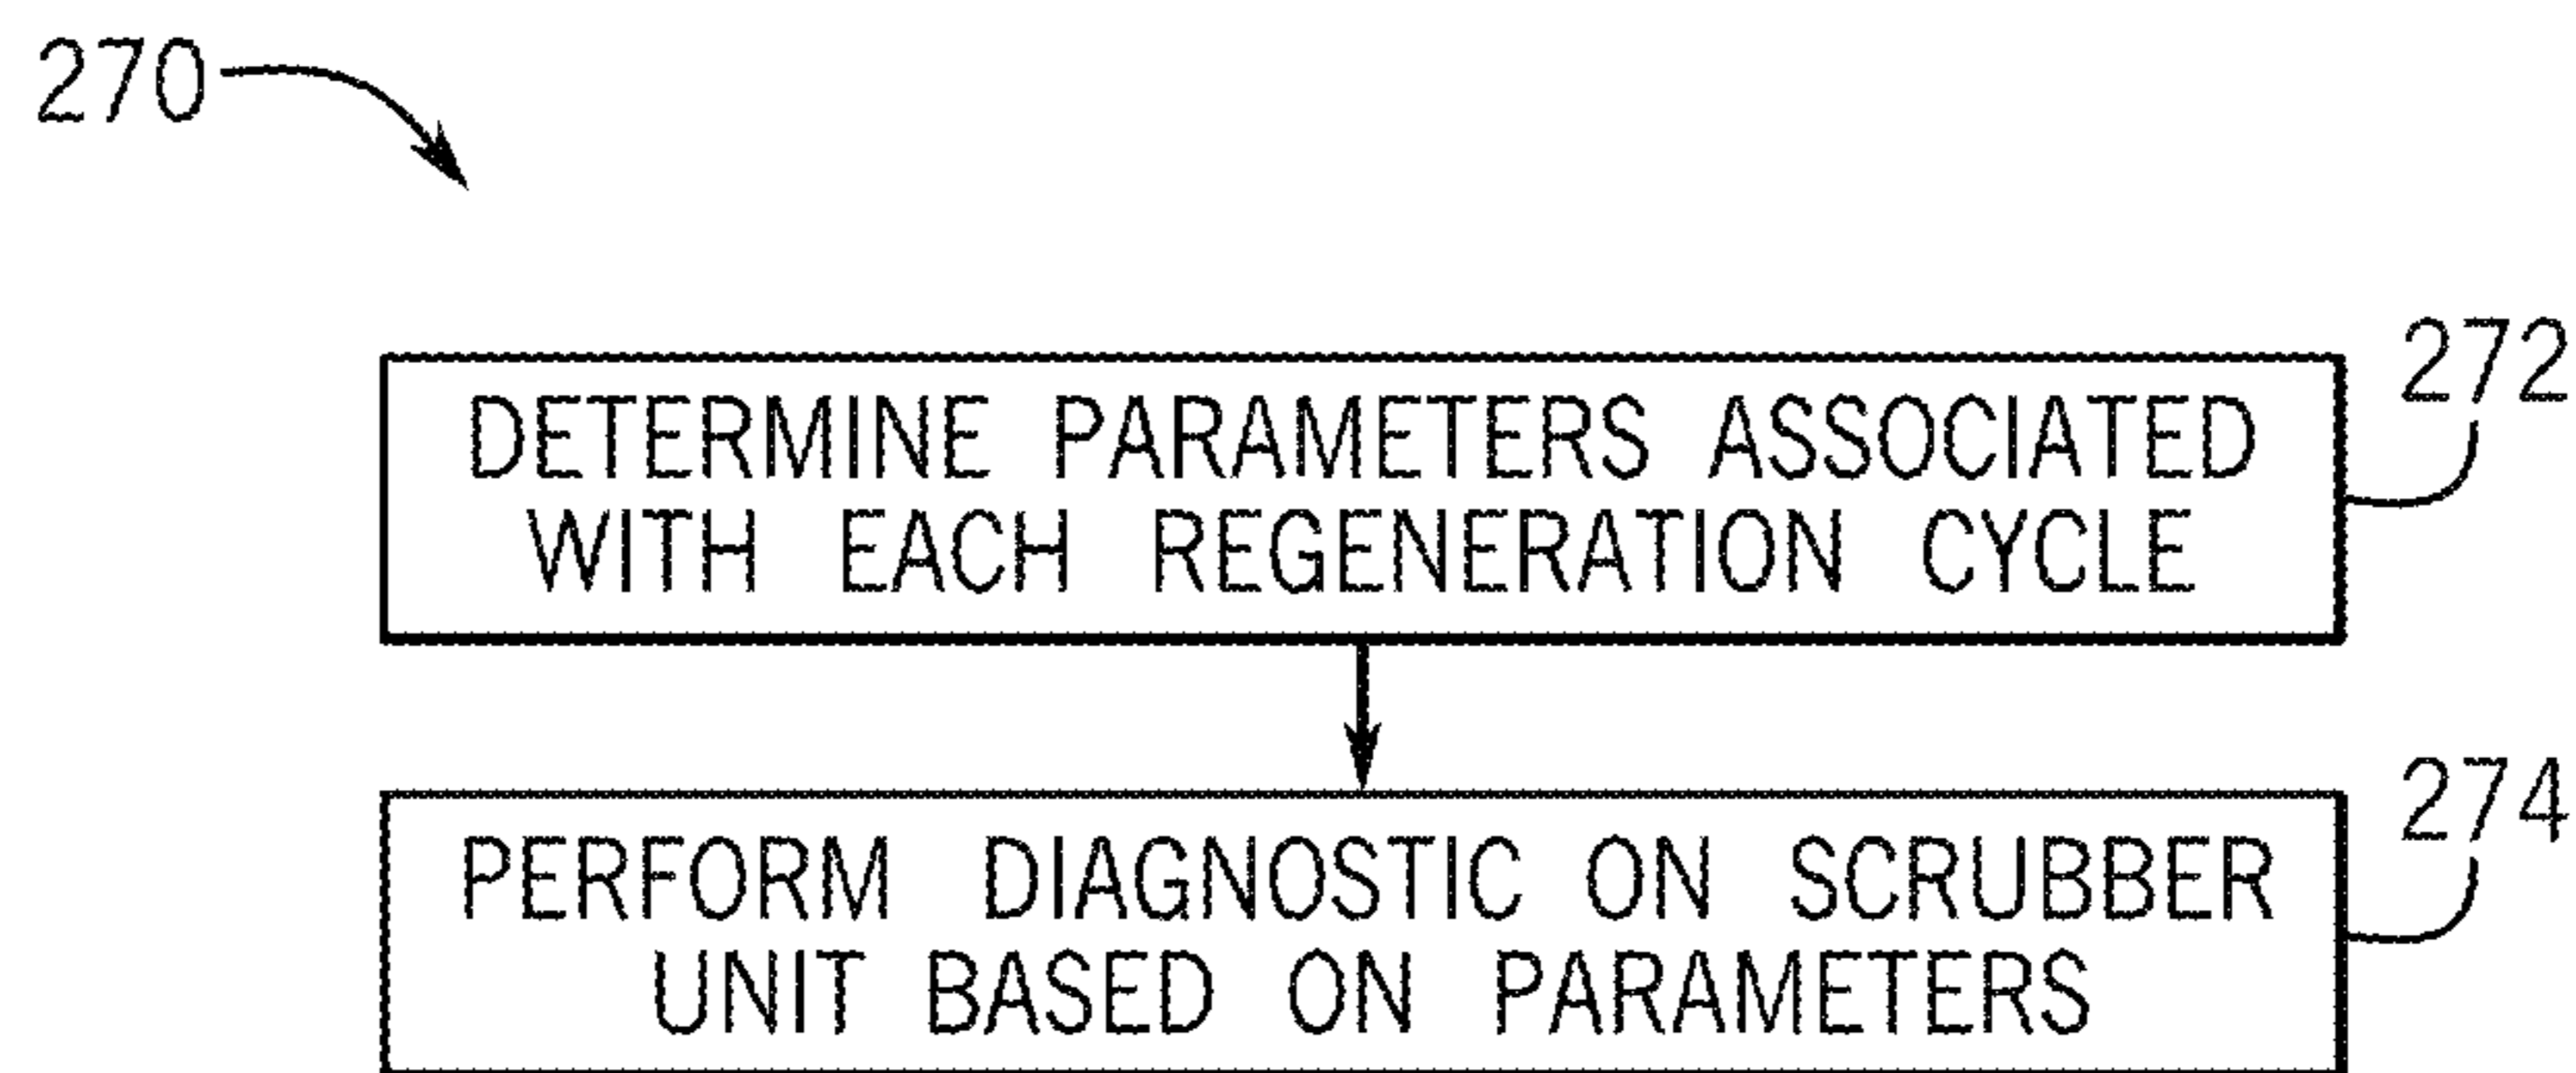 270
272
DETERMINE PARAMETERS ASSOCIATED
WITH EACH REGENERATION CYCLE
274
PERFORM DIAGNOSTIC ON SCRUBBER
UNIT BASED ON PARAMETERS